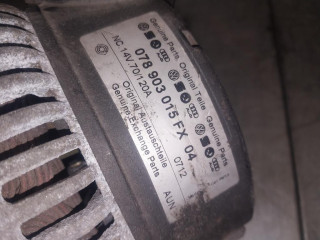 Genuine Parts. Original Teile Genuine Parts.
078 903 015 FX 04
NC 14V 70/120A
Original Austauschteile
Genuine Exchange Parts
0712
AUN